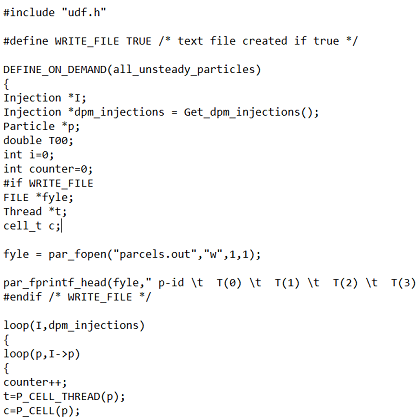 #include "udf.h"
#define WRITE_FILE TRUE /* text file created if true */
DEFINE_ON_DEMAND(all_unsteady_particles)
{
Injection *I;
Injection *dpm_injections = Get_dpm_injections();
Particle *p;
double T00;
int i=0;
int counter=0;
#if WRITE_FILE
FILE *fyle;
Thread *t;
cell_t c;
fyle = par_fopen("parcels.out","w",1,1);
par_fprintf_head(fyle," p-id \t  T(0) \t  T(1) \t  T(2) \t  T(3)
#endif /* WRITE_FILE */
loop(I,dpm_injections)
{
loop(p,I->p)
{
counter++;
t=P_CELL_THREAD(p);
c=P_CELL(p);